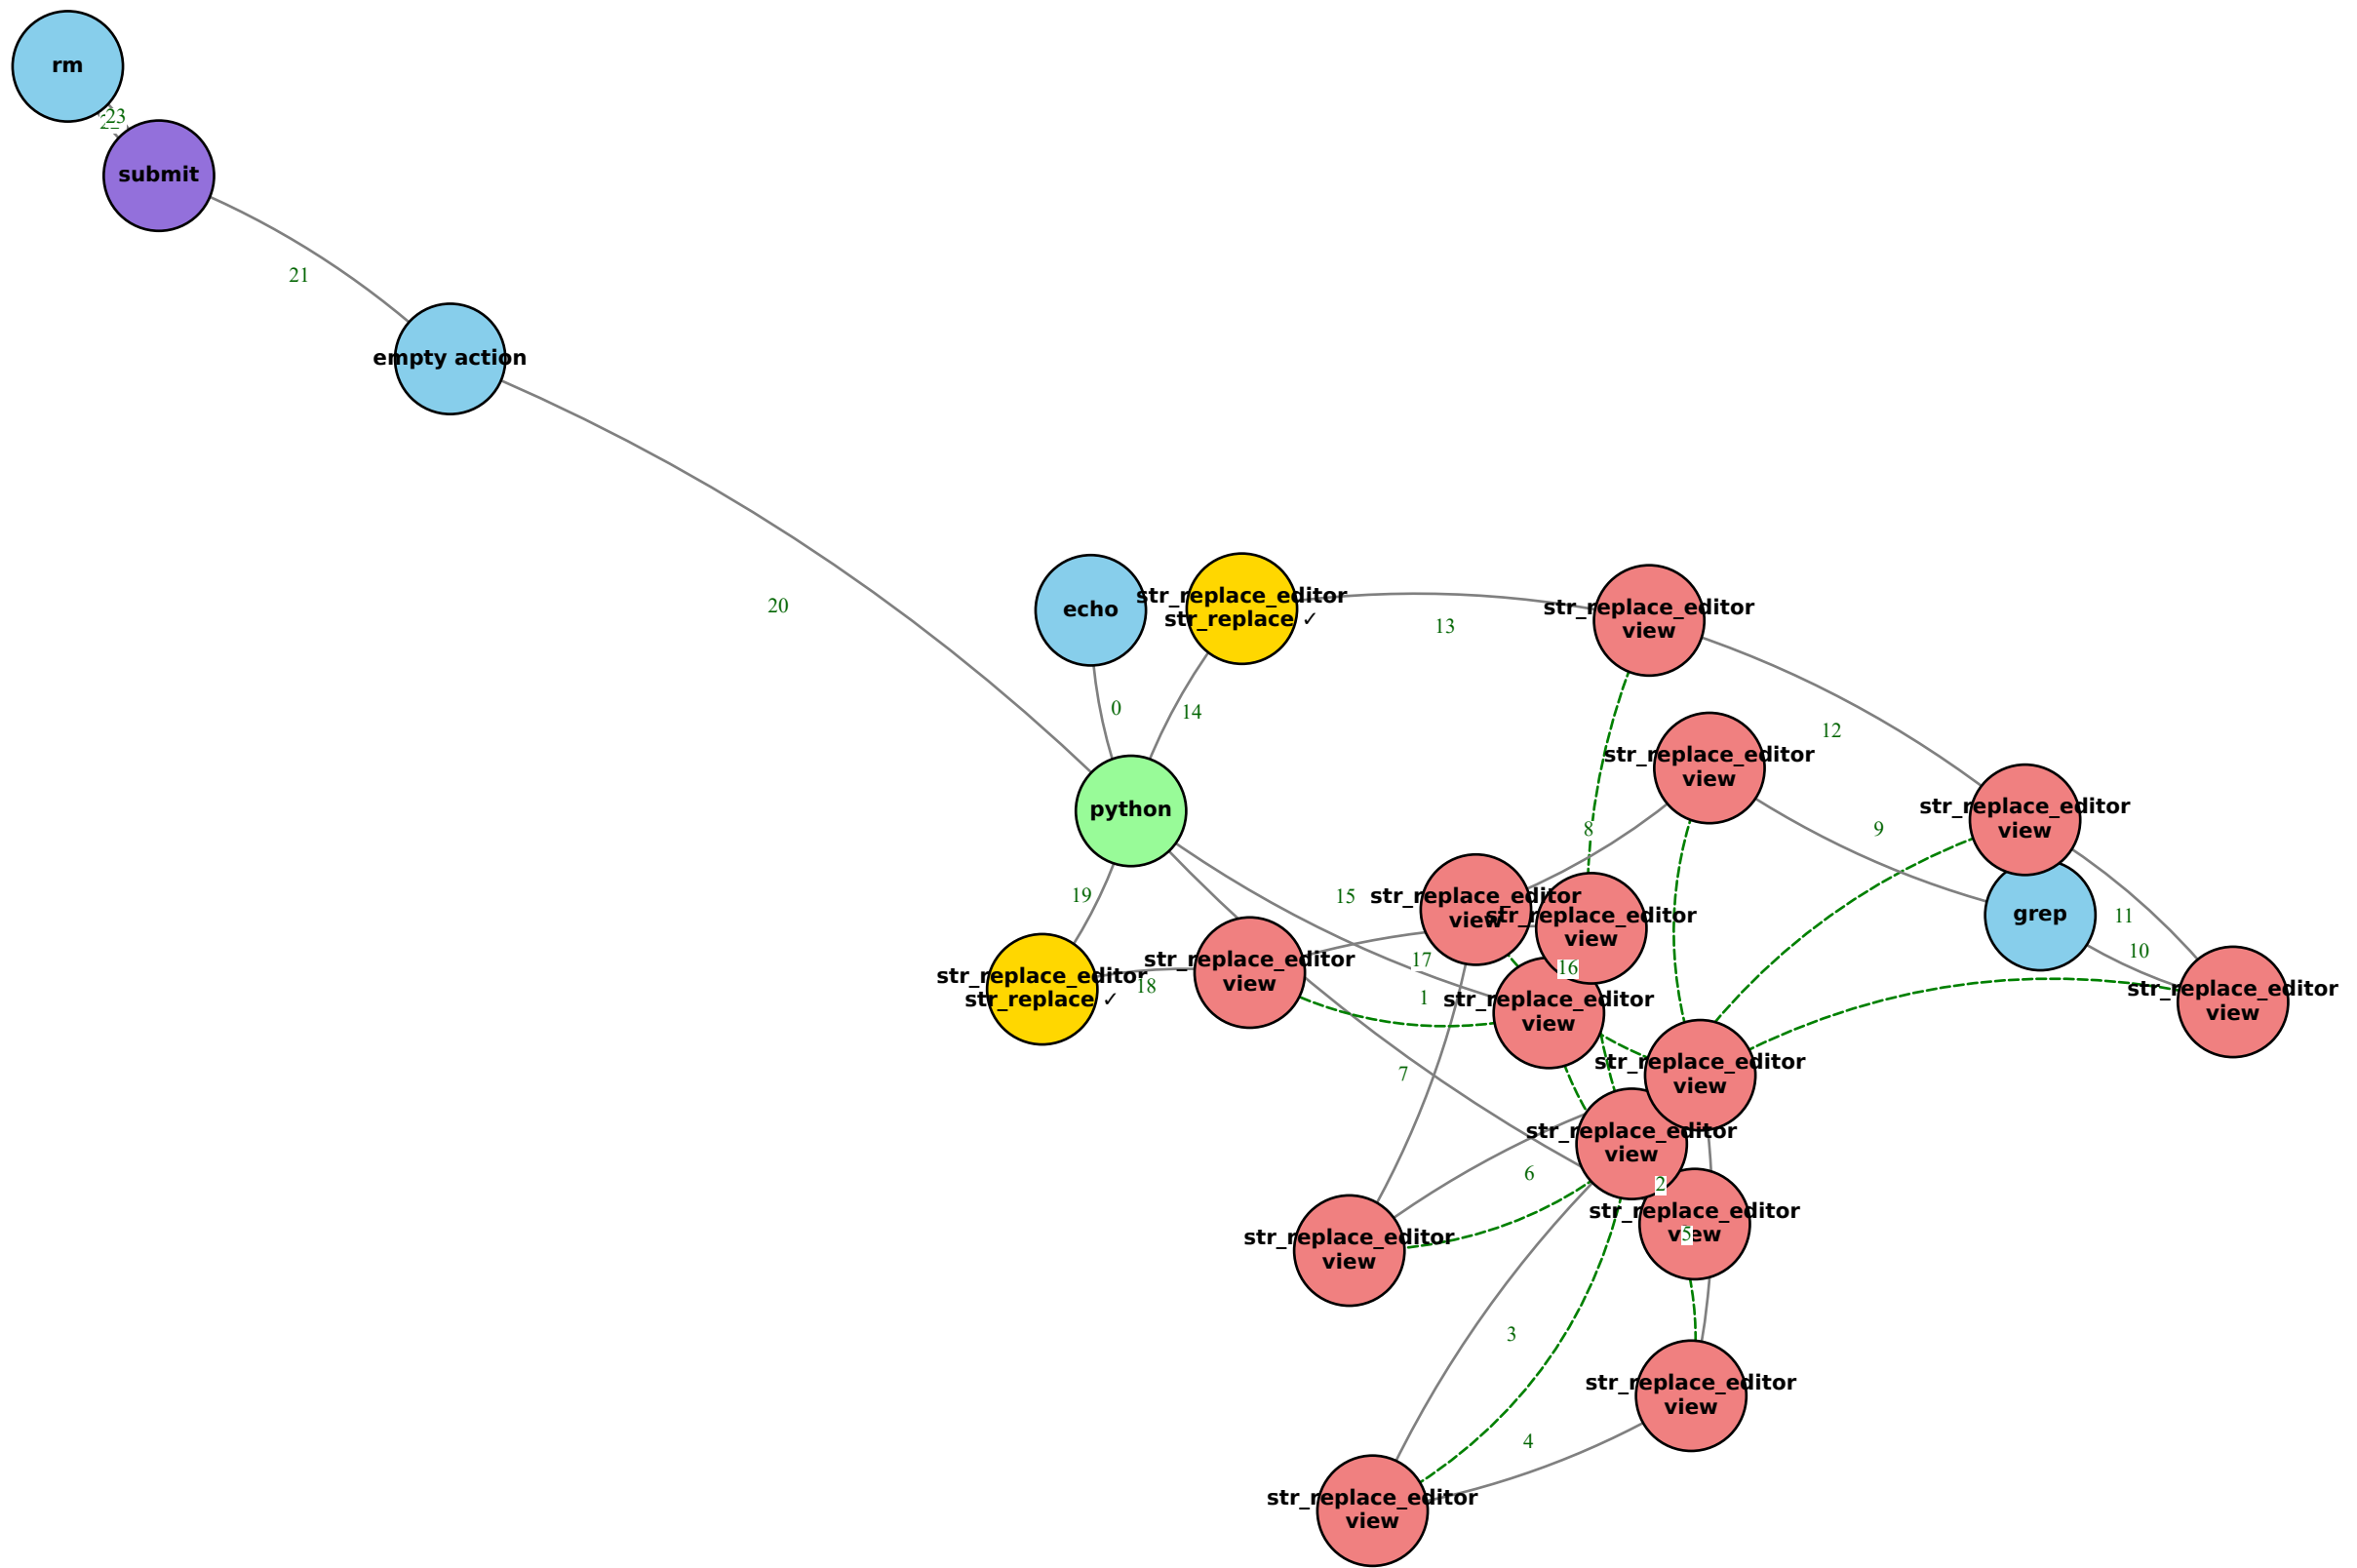 rm
23
submit
21
empty action
20
echo
str_replace_editor
str_replace ✓
13
str_replace_editor
view
0
14
12
str_replace_editor
view
python
8
9
str_replace_editor
view
19
15
str_replace_editor
view
str_replace_editor
view
grep
11
10
17
16
str_replace_editor
view
str_replace_editor
str_replace ✓
18
1
str_replace_editor
view
str_replace_editor
view
7
str_replace_editor
view
str_replace_editor
view
6
2
str_replace_editor
view
5
str_replace_editor
view
3
str_replace_editor
view
4
str_replace_editor
view